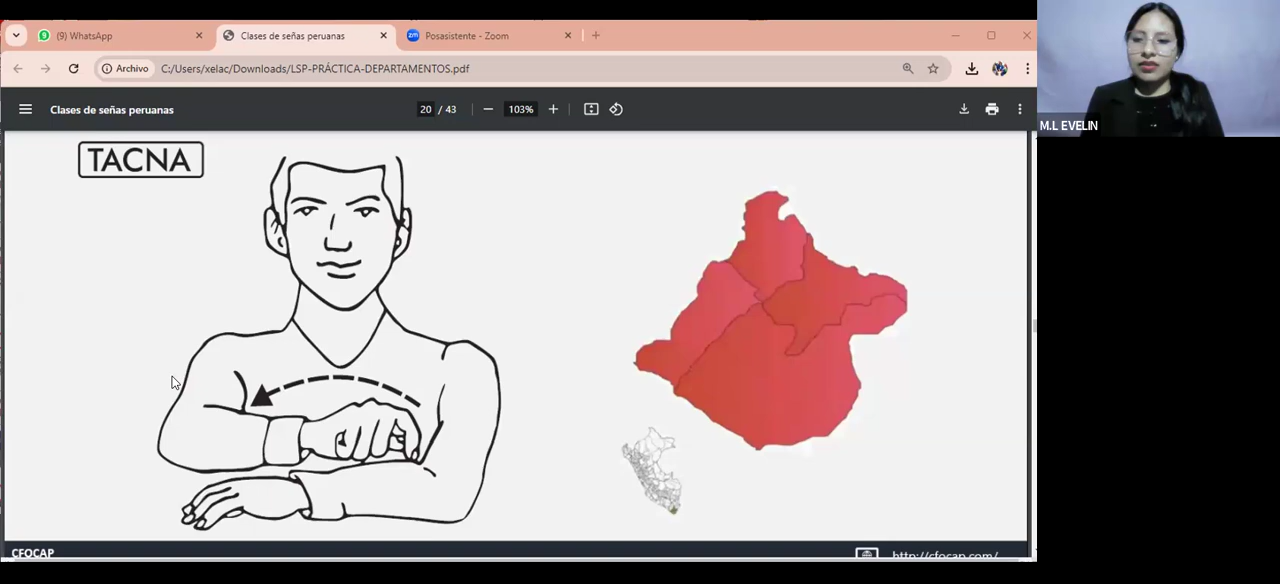 (9) WhatsApp
Clases de señas peruanas
zm
Posasistente - Zoom
Archivo
C:/Users/xelac/Downloads/LSP-PRÁCTICA-DEPARTAMENTOS.pdf
Clases de señas peruanas
20 / 43
103%
M.L EVELIN
TACNA
CFOCAP
http://cfocap.com/